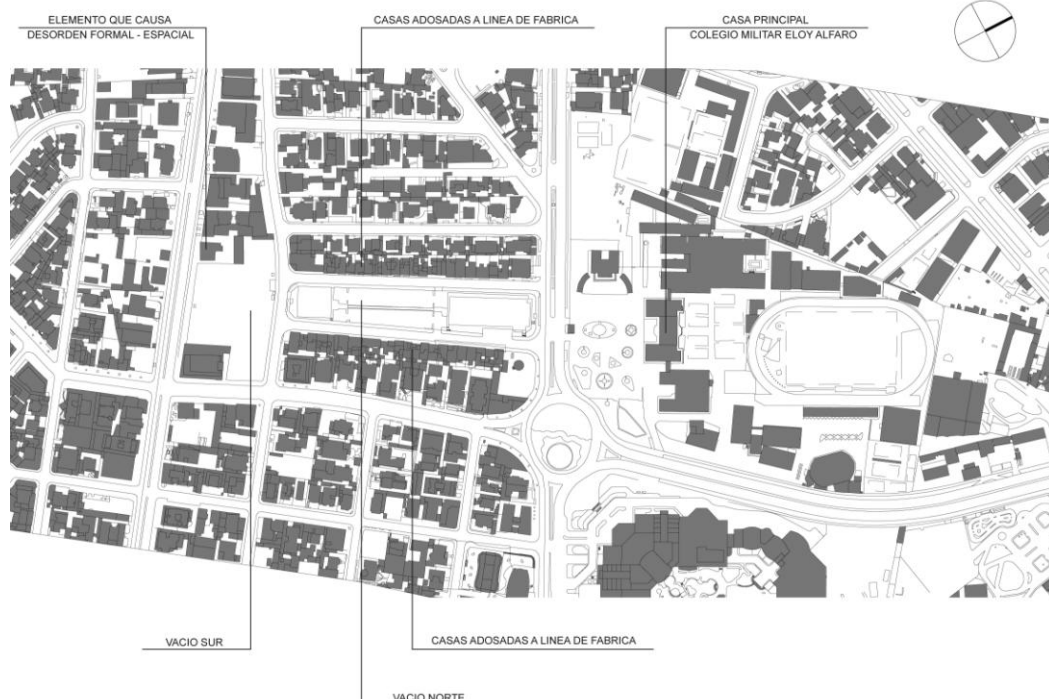 ELEMENTO QUE CAUSA
DESORDEN FORMAL - ESPACIAL
CASAS ADOSADAS A LINEA DE FABRICA
CASA PRINCIPAL
COLEGIO MILITAR ELOY ALFARO
VACIO SUR
CASAS ADOSADAS A LINEA DE FABRICA
VACIO NORTE